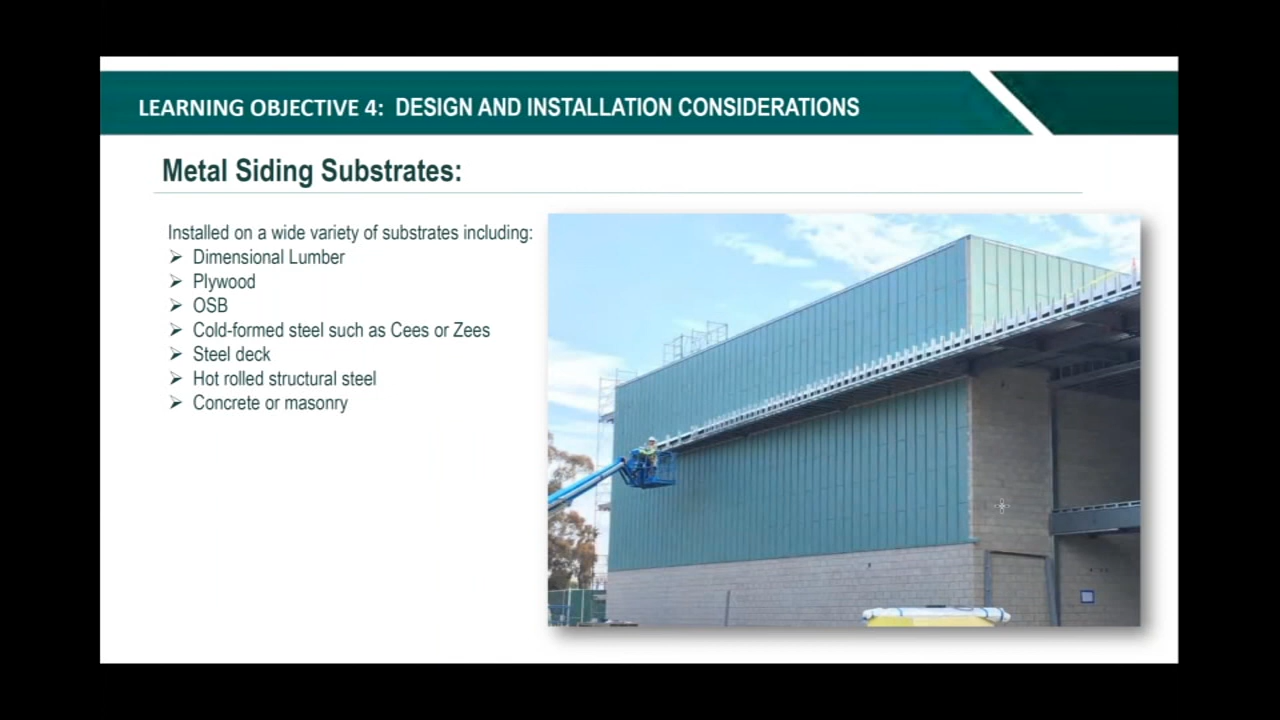 LEARNING OBJECTIVE 4: DESIGN AND INSTALLATION CONSIDERATIONS
Metal Siding Substrates:
Installed on a wide variety of substrates including:
Dimensional Lumber
Plywood
OSB
Cold-formed steel such as Cees or Zees
Steel deck
Hot rolled structural steel
Concrete or masonry